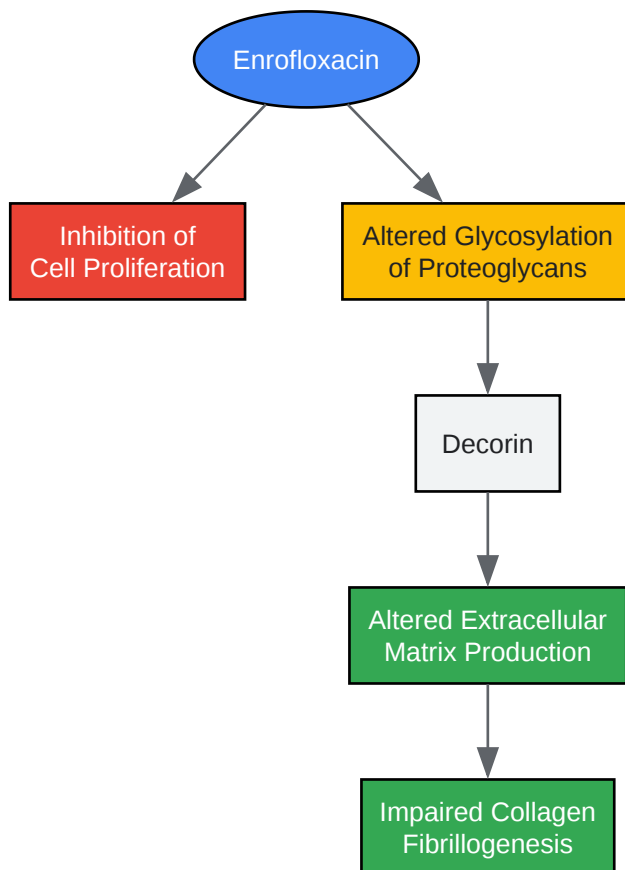 Enrofloxacin
Inhibition of
Cell Proliferation
Altered Glycosylation
of Proteoglycans
Decorin
Altered Extracellular
Matrix Production
Impaired Collagen
Fibrillogenesis